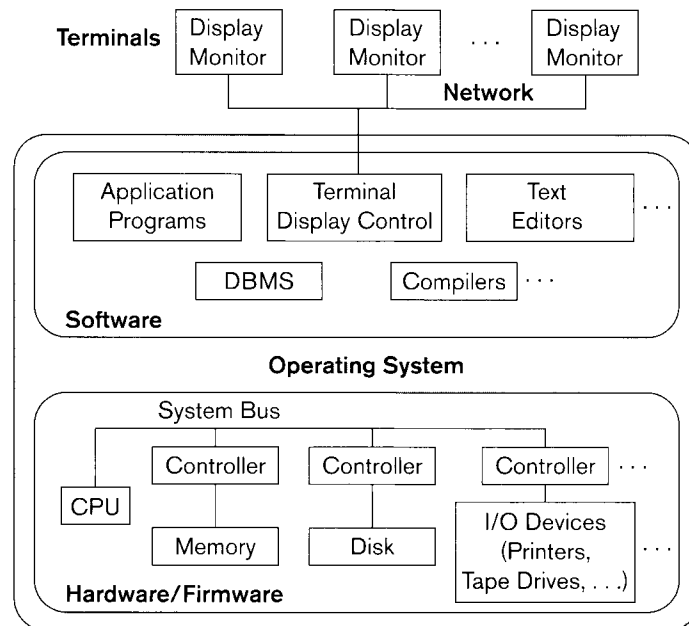 Terminals
Display
Monitor
Display
Monitor
. . .
Display
Monitor
Network
Application
Programs
Terminal
Display Control
Text
Editors
. . .
DBMS
Compilers
. . .
Software
Operating System
System Bus
Controller
Controller
Controller
. . .
CPU
Memory
Disk
I/O Devices
(Printers,
Tape Drives, . . .)
. . .
Hardware/Firmware